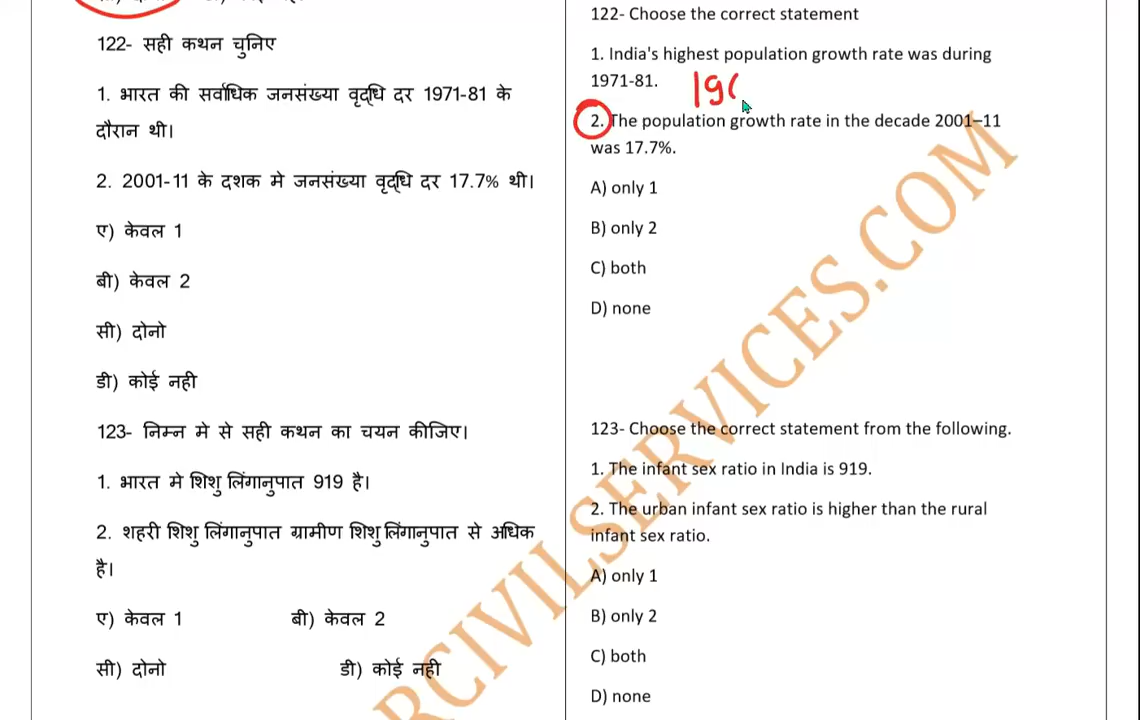 122- सही कथन चुनिए
1. भारत की सर्वाधिक जनसंख्या वृद्धि दर 1971-81 के
दौरान थी।
2. 2001-11 के दशक मे जनसंख्या वृद्धि दर 17.7% थी।
ए) केवल 1
बी) केवल 2
सी) दोनो
डी) कोई नही
123- निम्न मे से सही कथन का चयन कीजिए।
1. भारत मे शिशु लिंगानुपात 919 है।
2. शहरी शिशु लिंगानुपात ग्रामीण शिशु लिंगानुपात से अधिक
है।
ए) केवल 1 बी) केवल 2
सी) दोनो डी) कोई नही
122- Choose the correct statement
1. India's highest population growth rate was during
1971-81.
2. The population growth rate in the decade 2001–11
was 17.7%.
A) only 1
B) only 2
C) both
D) none
123- Choose the correct statement from the following.
1. The infant sex ratio in India is 919.
2. The urban infant sex ratio is higher than the rural
infant sex ratio.
A) only 1
B) only 2
C) both
D) none
RCIVILSERVICES.COM